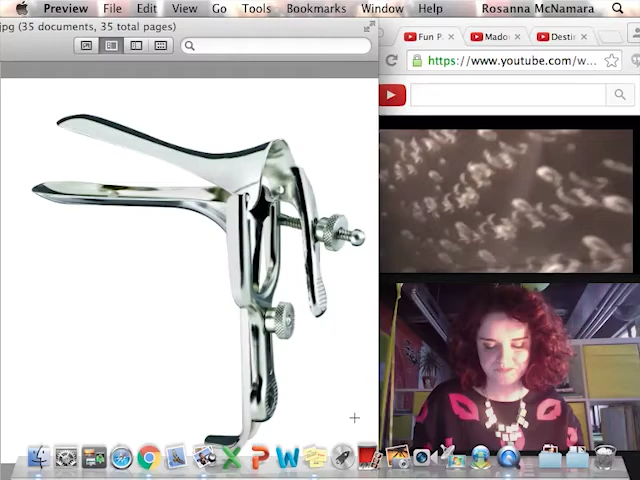 Preview File Edit View Go Tools Bookmarks Window Help Rosanna McNamara
jpg (35 documents, 35 total pages)
Fun P. Mado Destin
https://www.youtube.com/w...